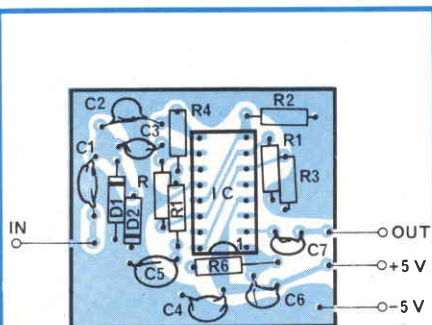 C2
R4
R2
C3
C1
R1
R
IC
R3
R1
IN
D1
D2
OUT
1
C7
R6
+5 V
C5
C6
C4
-5 V